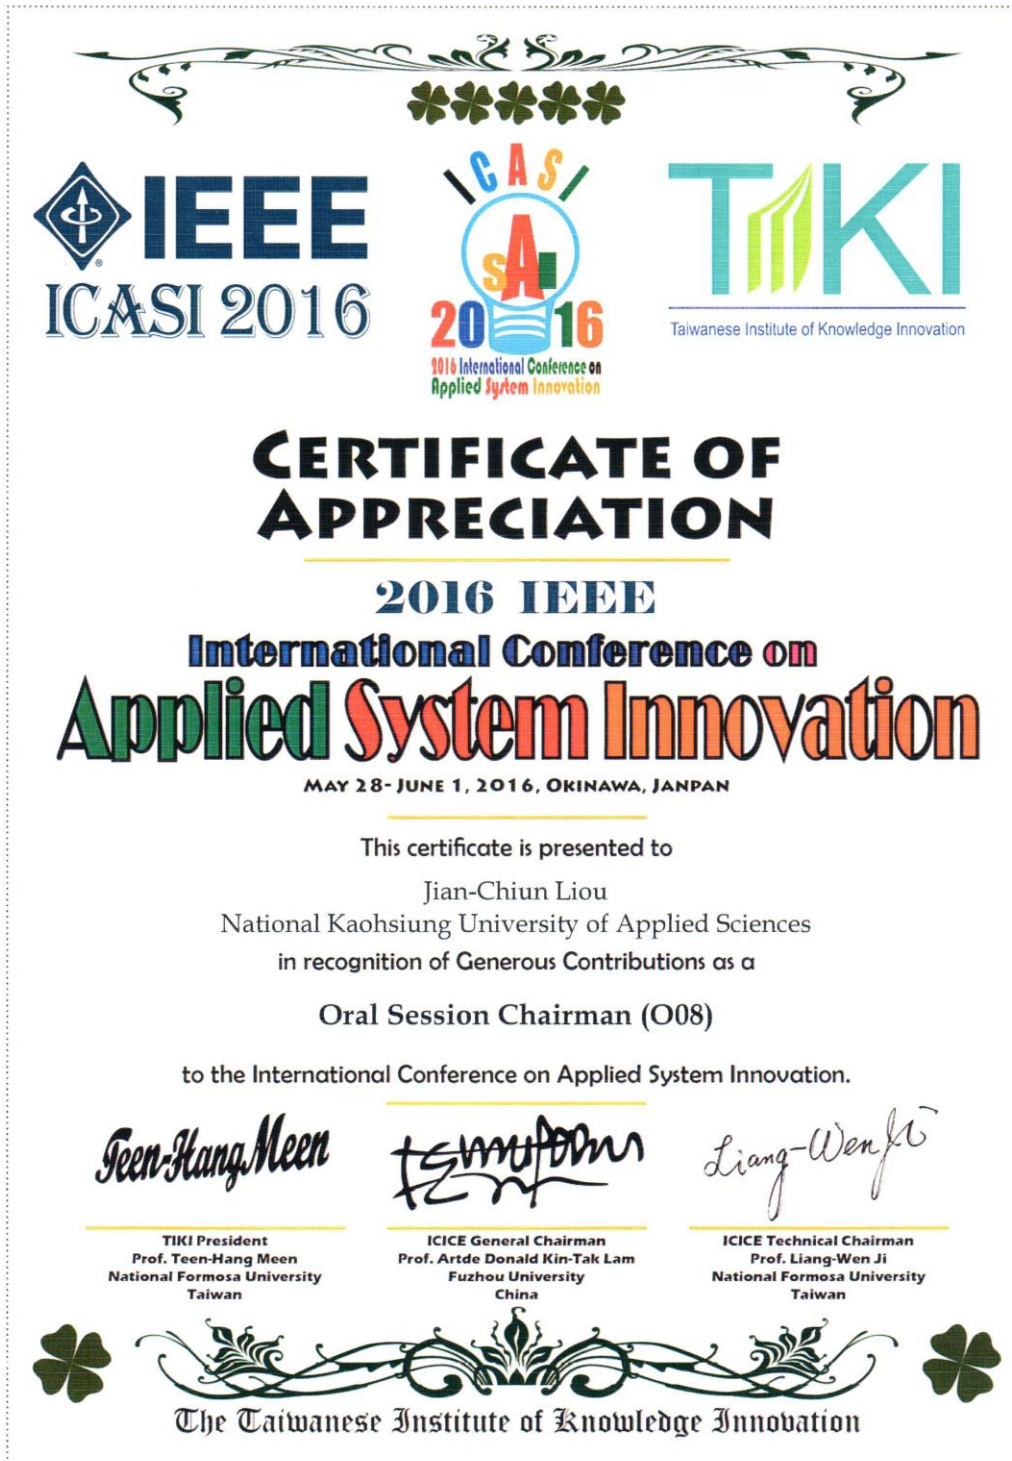 IEEE
ICASI 2016
ICASI
SAI
2016
2016 International Conference on
Applied System Innovation
TIKI
Taiwanese Institute of Knowledge Innovation
CERTIFICATE OF
APPRECIATION
2016 IEEE
International Conference on
Applied System Innovation
MAY 28- JUNE 1, 2016, OKINAWA, JANPAN
This certificate is presented to
Jian-Chiun Liou
National Kaohsiung University of Applied Sciences
in recognition of Generous Contributions as a
Oral Session Chairman (O08)
to the International Conference on Applied System Innovation.
Teen-Hang Meen
Liang-Wen Ji
TIKI President
Prof. Teen-Hang Meen
National Formosa University
Taiwan
ICICE General Chairman
Prof. Artde Donald Kin-Tak Lam
Fuzhou University
China
ICICE Technical Chairman
Prof. Liang-Wen Ji
National Formosa University
Taiwan
The Taiwanese Institute of Knowledge Innovation